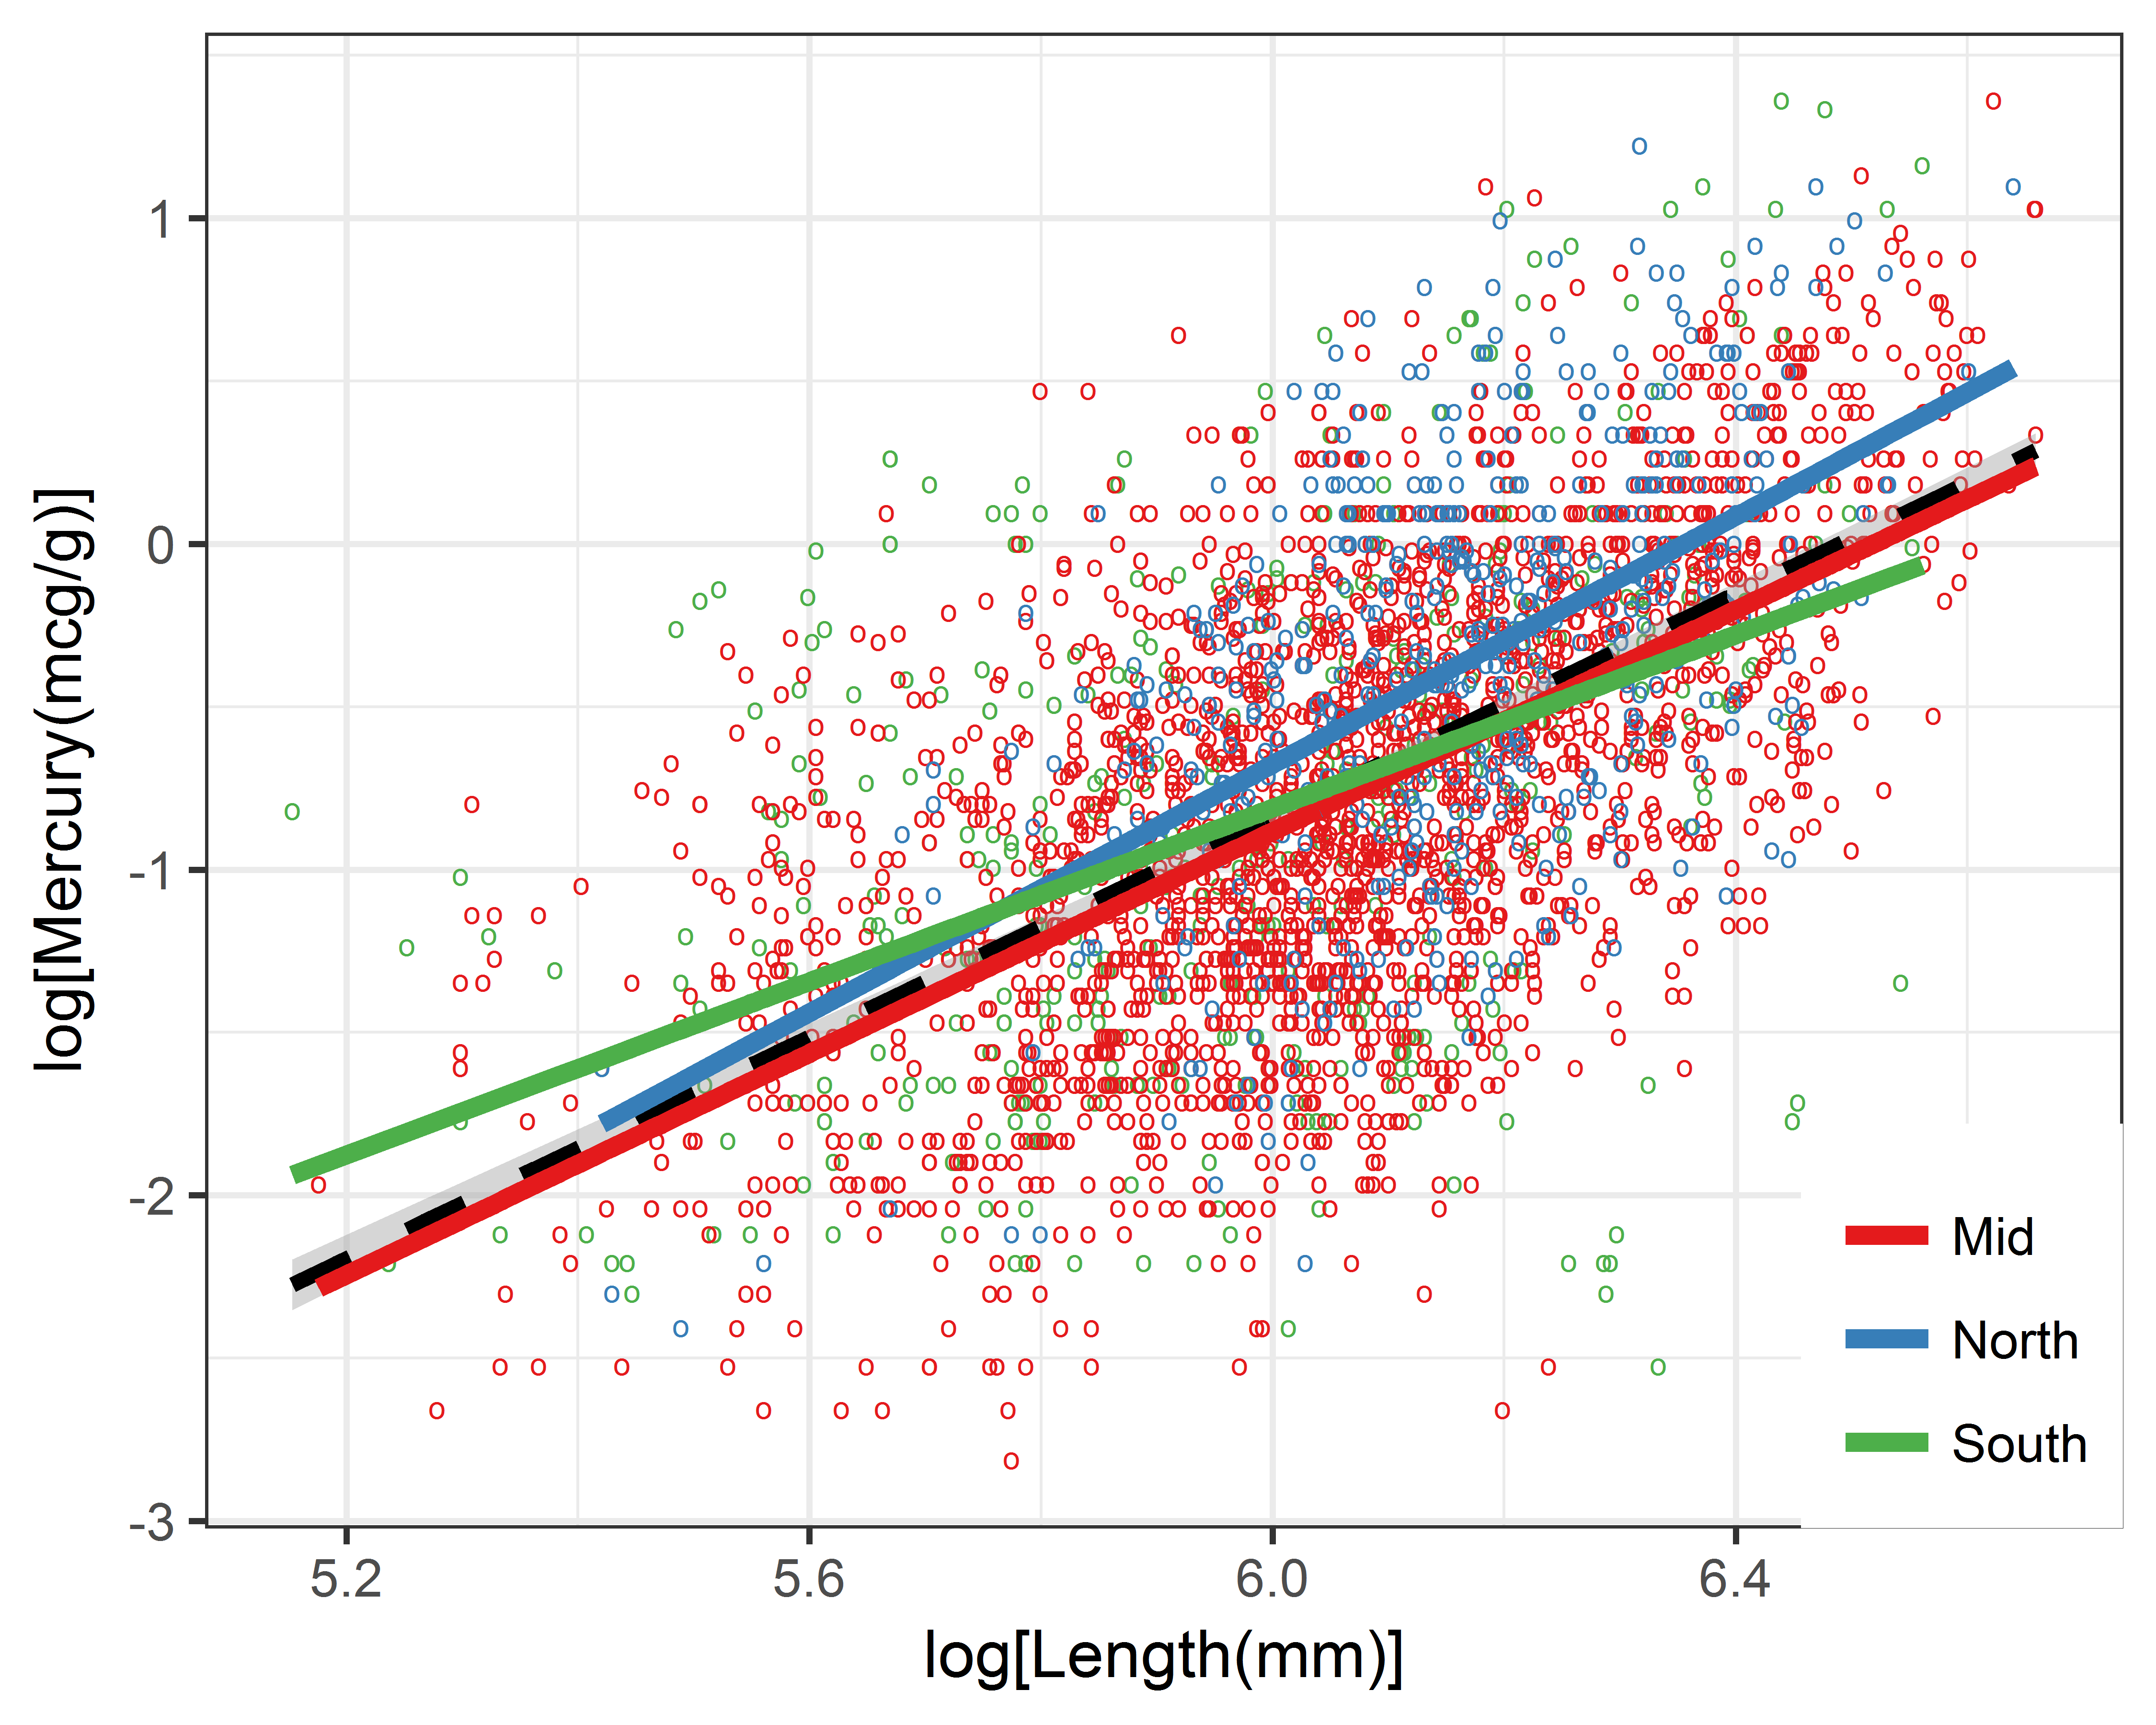 log[Mercury(mcg/g)]
1
0
-1
-2
-3
5.2
5.6
6.0
6.4
log[Length(mm)]
Mid
North
South